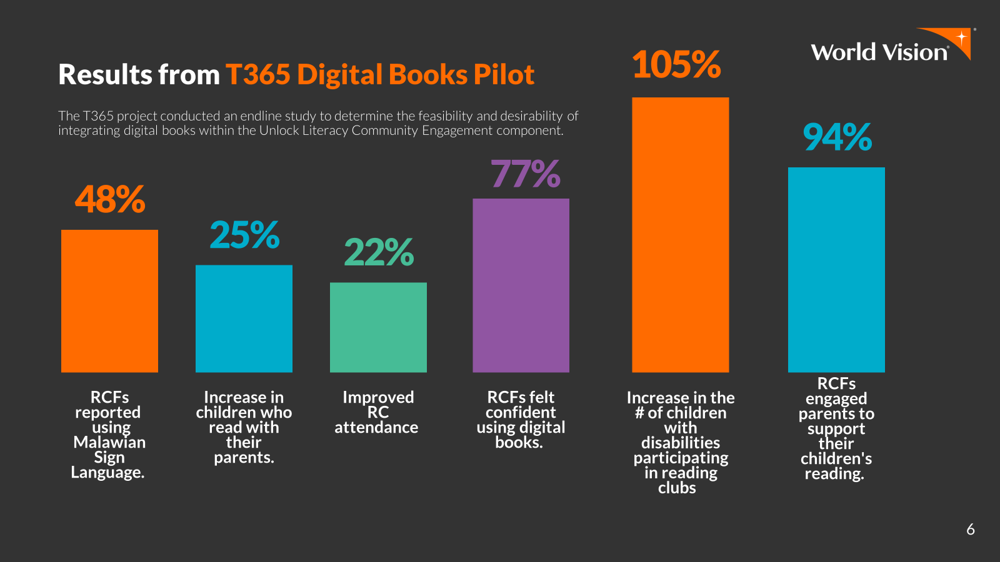 World Vision
Results from T365 Digital Books Pilot
The T365 project conducted an endline study to determine the feasibility and desirability of
integrating digital books within the Unlock Literacy Community Engagement component.
48%
RCFs
reported
using
Malawian
Sign
Language.
25%
Increase in
children who
read with
their
parents.
22%
Improved
RC
attendance
77%
RCFs felt
confident
using digital
books.
105%
Increase in the
# of children
with
disabilities
participating
in reading
clubs
94%
RCFs
engaged
parents to
support
their
children's
reading.
6